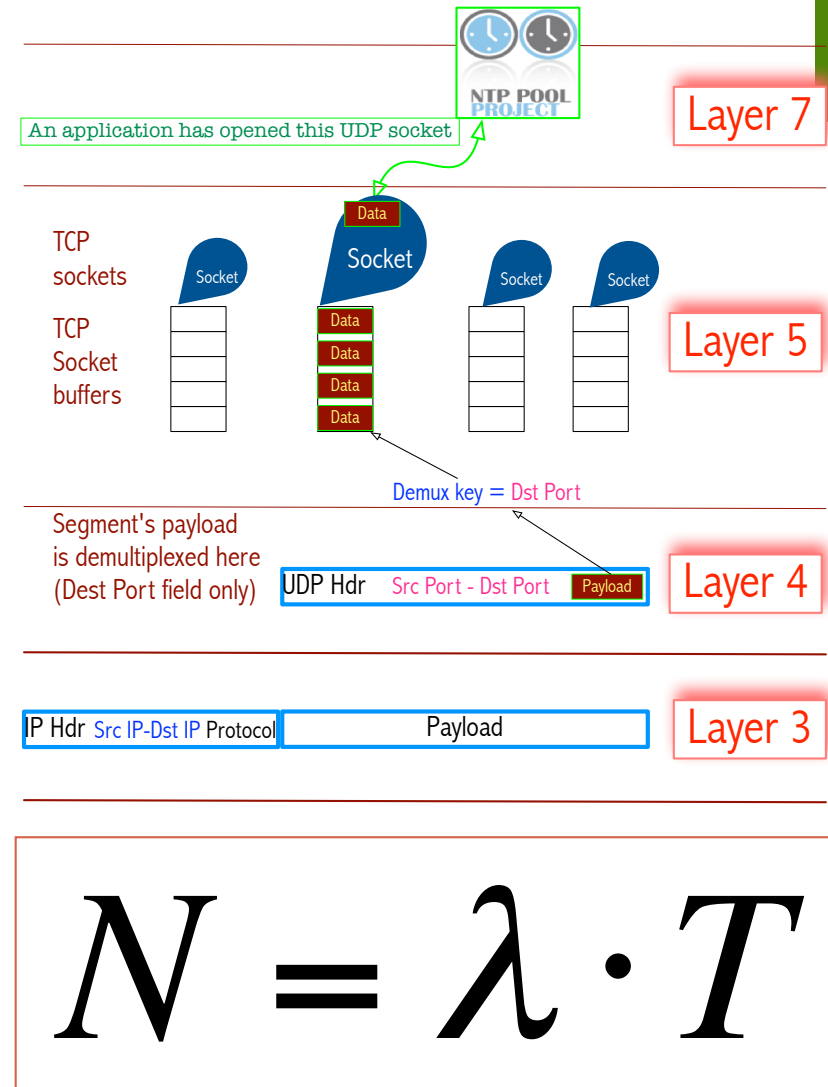 NTP POOL
PROJECT
Layer 7
An application has opened this UDP socket
Data
TCP
sockets
Socket
Socket
Socket
Socket
TCP
Socket
buffers
Data
Data
Data
Data
Layer 5
Demux key = Dst Port
Segment's payload
is demultiplexed here
(Dest Port field only)
UDP Hdr Src Port - Dst Port Payload
Layer 4
IP Hdr Src IP-Dst IP Protocol Payload
Layer 3
N = λ · T